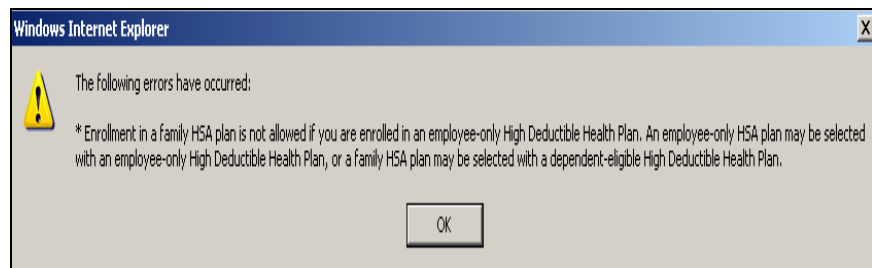 Windows Internet Explorer
X
The following errors have occurred:
* Enrollment in a family HSA plan is not allowed if you are enrolled in an employee-only High Deductible Health Plan. An employee-only HSA plan may be selected
with an employee-only High Deductible Health Plan, or a family HSA plan may be selected with a dependent-eligible High Deductible Health Plan.
OK